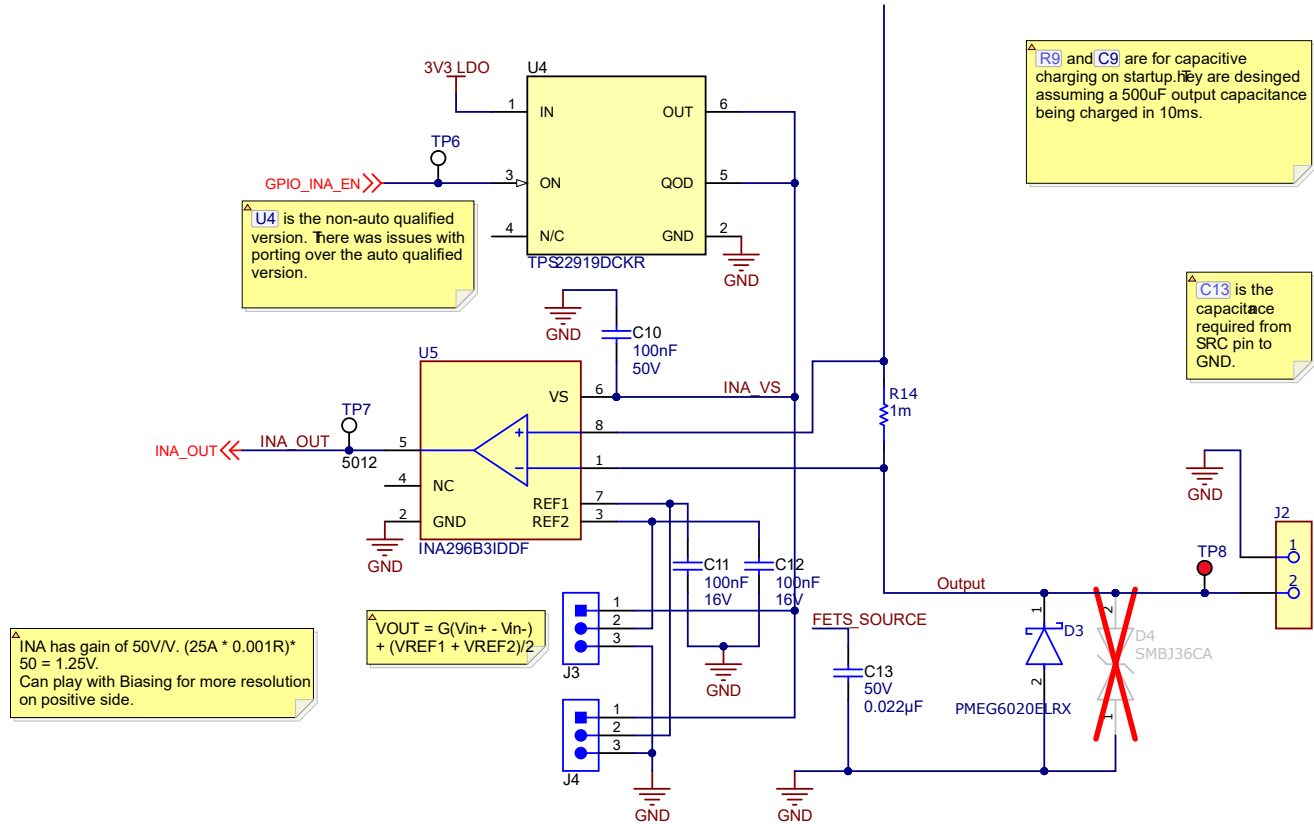 R9 and C9 are for capacitive
charging on startup.hey are desinged
assuming a 500uF output capacitance
being charged in 10ms.
3V3 LDO
U4
1
IN
OUT
6
TP6
GPIO_INA_EN
3
ON
QOD
5
4
N/C
GND
2
TPS22919DCKR
GND
U4 is the non-auto qualified
version. There was issues with
porting over the auto qualified
version.
C13 is the
capacitace
required from
SRC pin to
GND.
GND
C10
100nF
50V
U5
VS
6
INA_VS
R14
1m
TP7
5012
INA_OUT
INA_OUT
5
+
8
-
1
4
NC
REF1
7
2
GND
REF2
3
GND
INA296B3IDDF
C11
100nF
16V
C12
100nF
16V
GND
GND
J2
1
2
TP8
Output
VOUT = G(Vin+ - Vin-)
+ (VREF1 + VREF2)/2
1
2
3
J3
1
2
3
J4
GND
FETS_SOURCE
C13
50V
0.022µF
1
D3
2
PMEG6020ELRX
2
D4
SMBJ36CA
1
GND
INA has gain of 50V/V. (25A * 0.001R)*
50 = 1.25V.
Can play with Biasing for more resolution
on positive side.